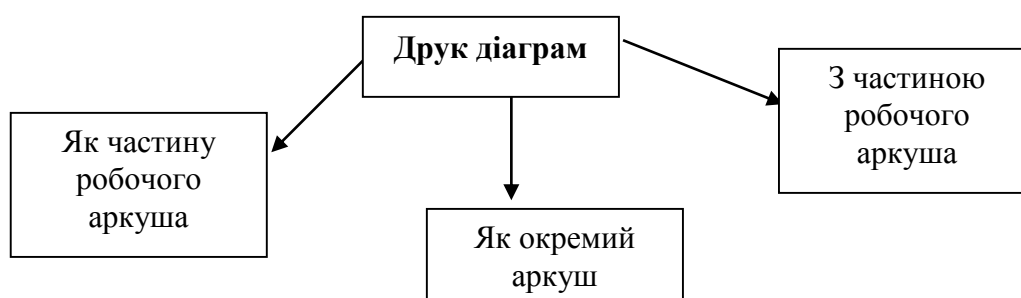 Друк діаграм
Як частину
робочого
аркуша
Як окремий
аркуш
З частиною
робочого
аркуша